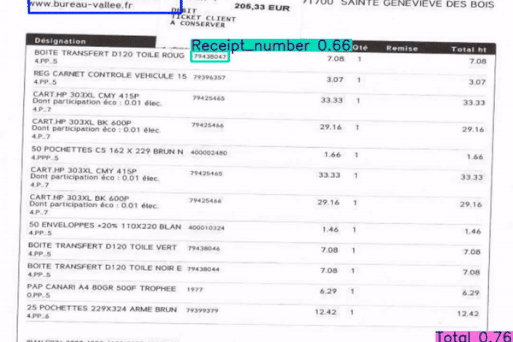 www.bureau-vallee.fr
DEBIT
205,33 EUR
71700 SAINTE GENEVIEVE DES BOIS
TICKET CLIENT
A CONSERVER
Receipt_number 0.66
Désignation Qté Remise Total ht
BOITE TRANSFERT D120 TOILE ROUG 79438047 7.08 1 7.08
4.PP..5
REG CARNET CONTROLE VEHICULE 15 79396357 3.07 1 3.07
4.PP..5
CART.HP 303XL CMY 415P 79425465 33.33 1 33.33
Dont participation éco : 0.01 élec.
4.P..7
CART.HP 303XL BK 600P 79425466 29.16 1 29.16
Dont participation éco : 0.01 élec.
4.P..7
50 POCHETTES C5 162 X 229 BRUN N 400002480 1.66 1 1.66
4.PPP..5
CART.HP 303XL CMY 415P 79425465 33.33 1 33.33
Dont participation éco : 0.01 élec.
4.P..7
CART.HP 303XL BK 600P 79425466 29.16 1 29.16
Dont participation éco : 0.01 élec.
4.P..7
50 ENVELOPPES +20% 110X220 BLAN 400010324 1.46 1 1.46
4.PP..5
BOITE TRANSFERT D120 TOILE VERT 79438046 7.08 1 7.08
4.PP..5
BOITE TRANSFERT D120 TOILE NOIR E 79438044 7.08 1 7.08
4.PP..5
PAP CANARI A4 80GR 500F TROPHEE 1977 6.29 1 6.29
0.PP..5
25 POCHETTES 229X324 ARME BRUN 79399379 12.42 1 12.42
4.PP..6
Total 0.76